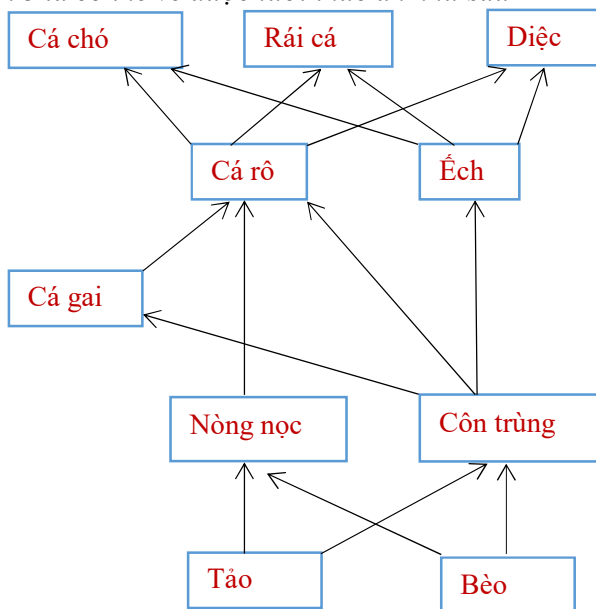 Cá chó Rái cá Diệc
Cá rô Ếch
Cá gai
Nòng nọc Côn trùng
Tảo Bèo